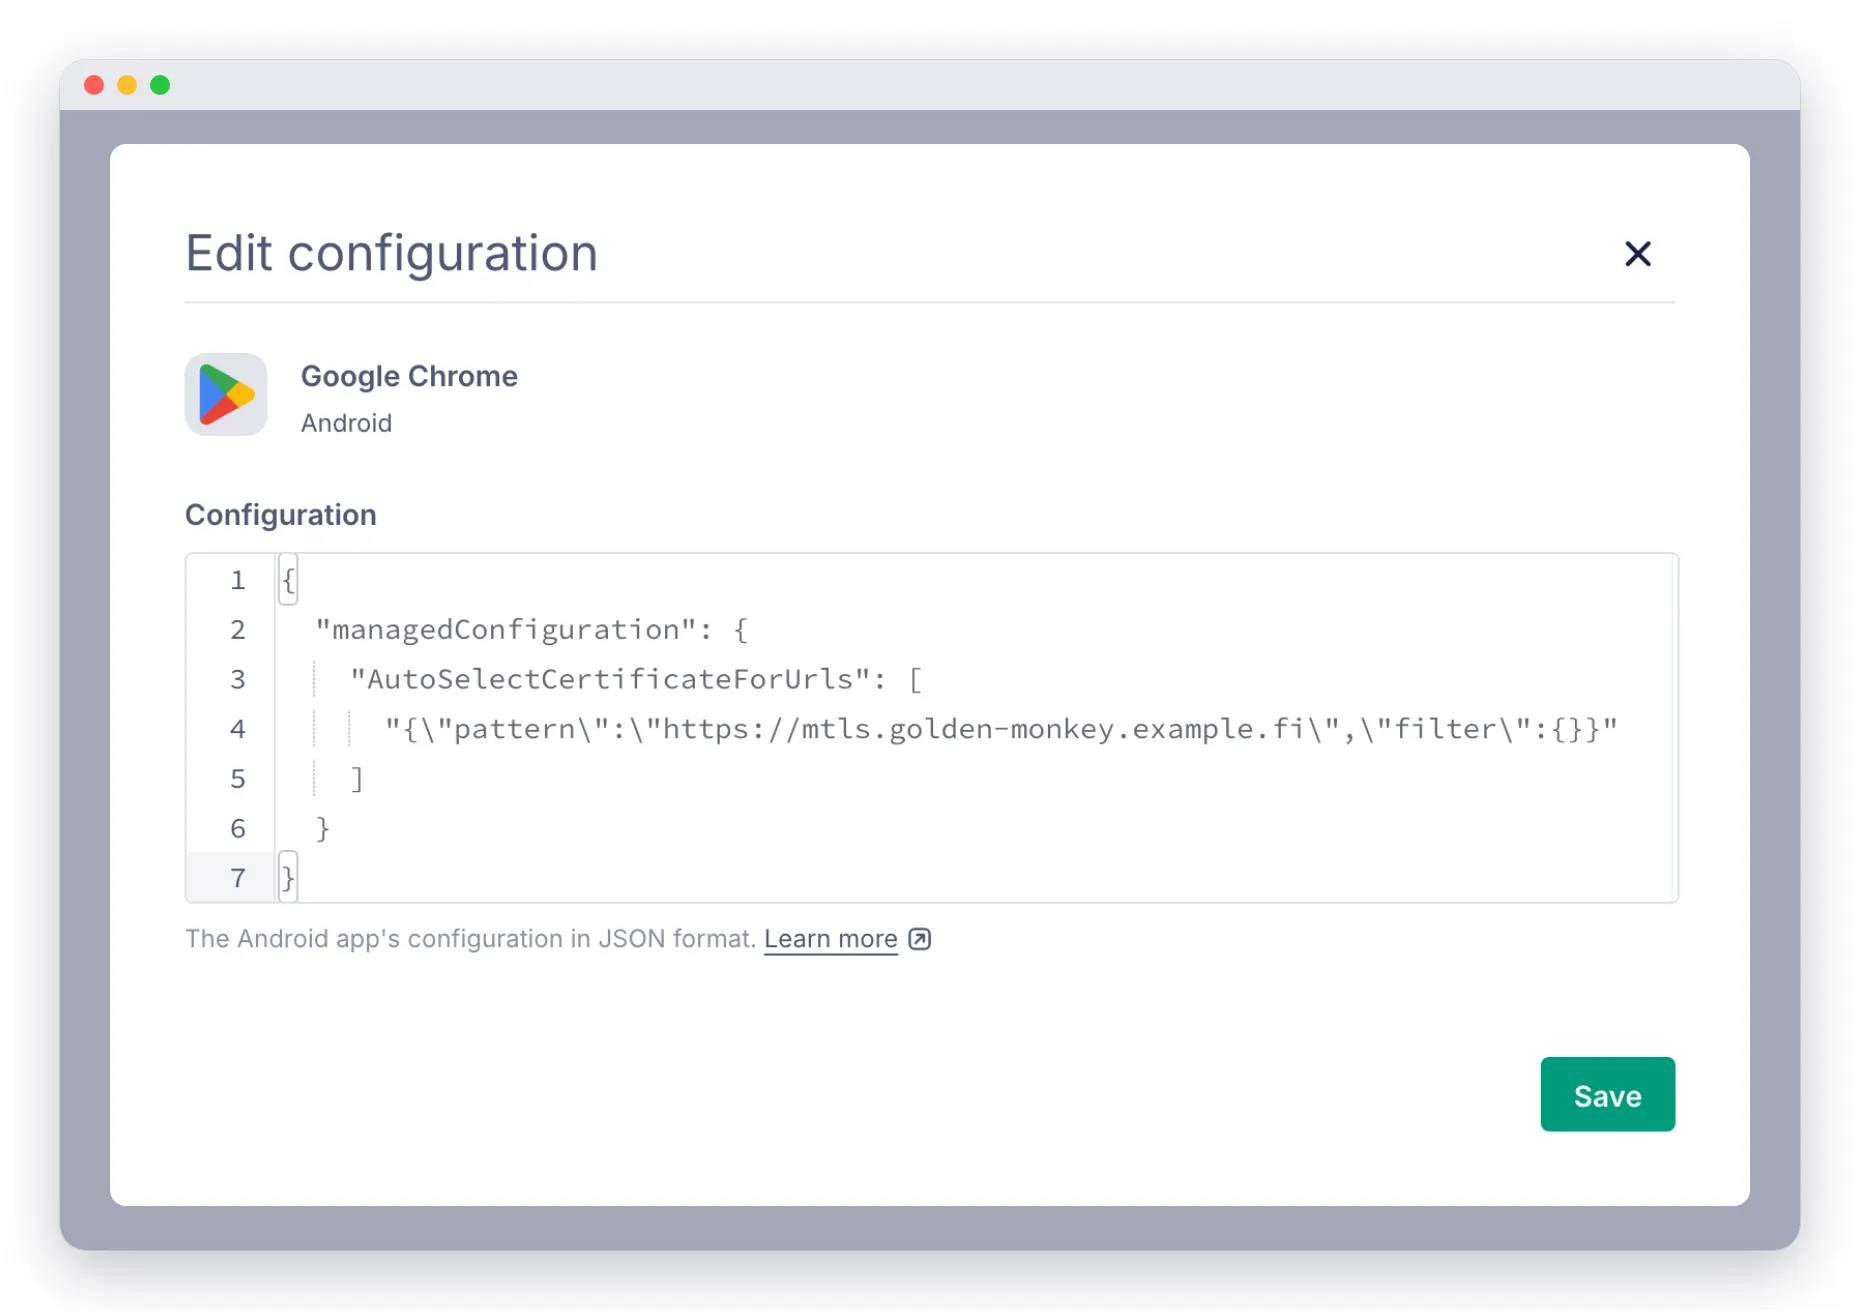 Edit configuration
Google Chrome
Android
Configuration
1 {
2 "managedConfiguration": {
3 "AutoSelectCertificateForUrls": [
4 "{\"pattern\":\"https://mtls.golden-monkey.example.fi\",\"filter\":{}}"
5 ]
6 }
7 }
The Android app's configuration in JSON format. Learn more
Save